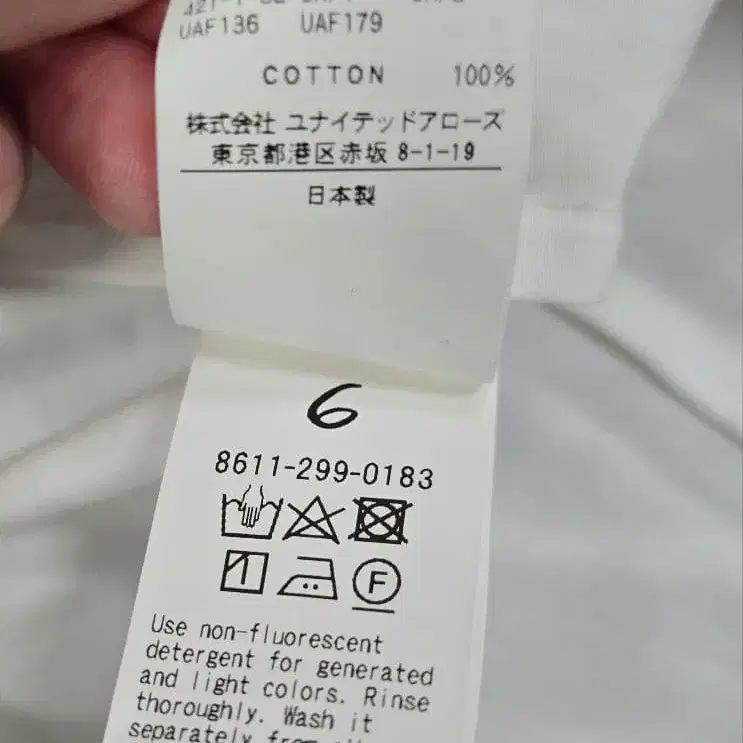 UAF136 UAF179
COTTON 100%
株式会社 ユナイテッドアローズ
東京都港区赤坂 8-1-19
日本製
6
8611-299-0183
F
Use non-fluorescent
detergent for generated
and light colors. Rinse
thoroughly. Wash it
separately from